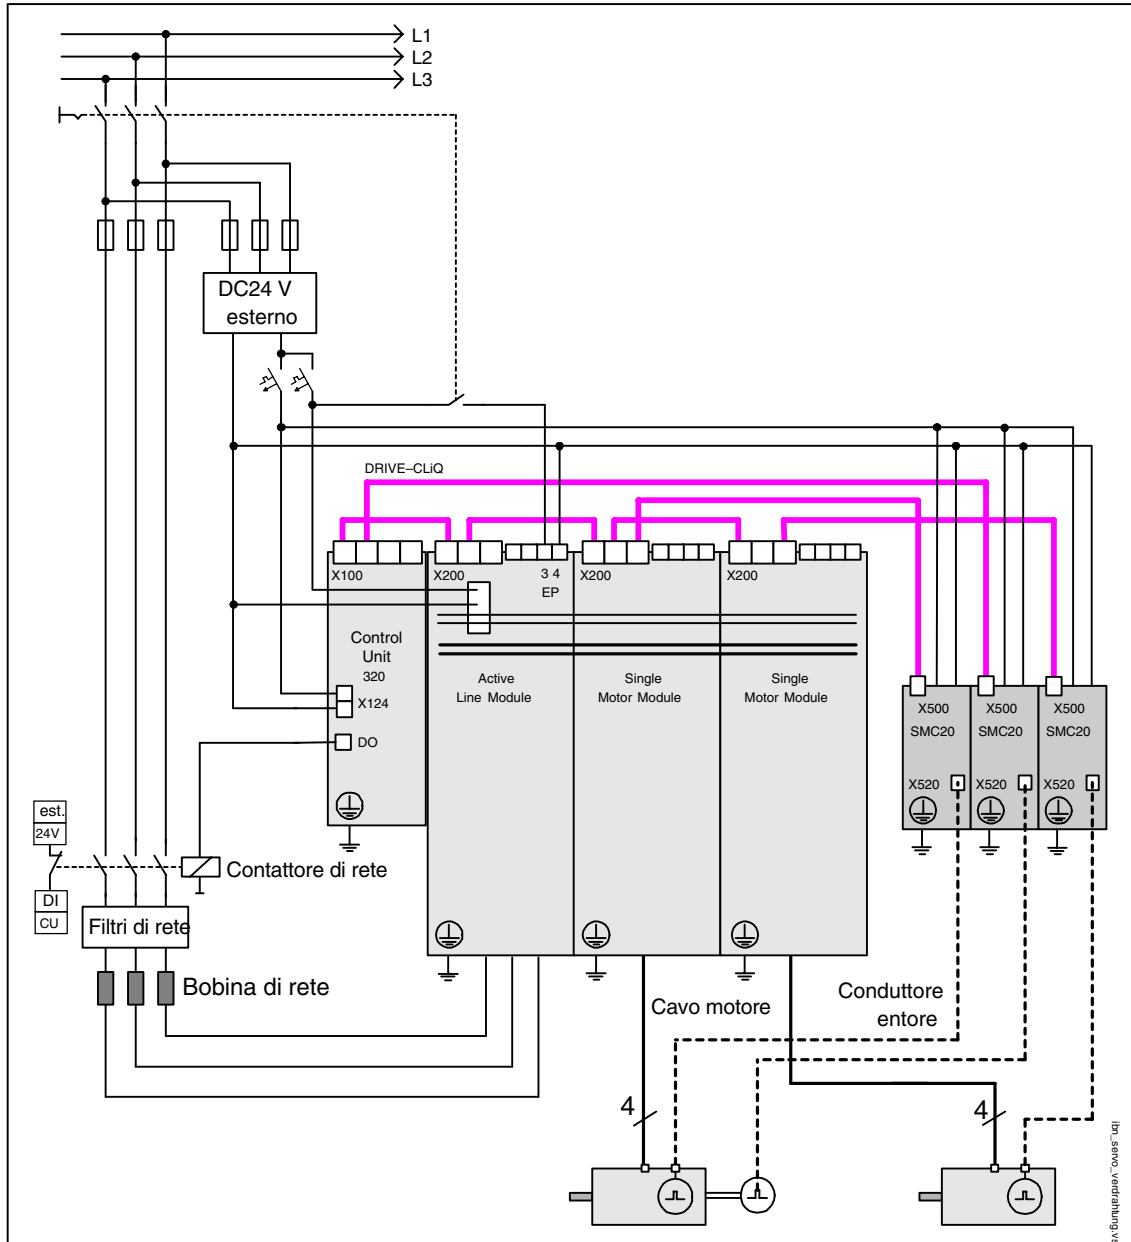 L1
L2
L3
DC24 V
esterno
DRIVE–CLiQ
X100
X200
3 4
EP
X200
X200
Control
Unit
320
X124
DO
Active
Line Module
Single
Motor Module
Single
Motor Module
X500
SMC20
X520
X500
SMC20
X520
X500
SMC20
X520
est.
24V
DI
CU
Contattore di rete
Filtri di rete
Bobina di rete
Cavo motore
Conduttore
entore
4
4
ibn_servo_verdrahtung.vs